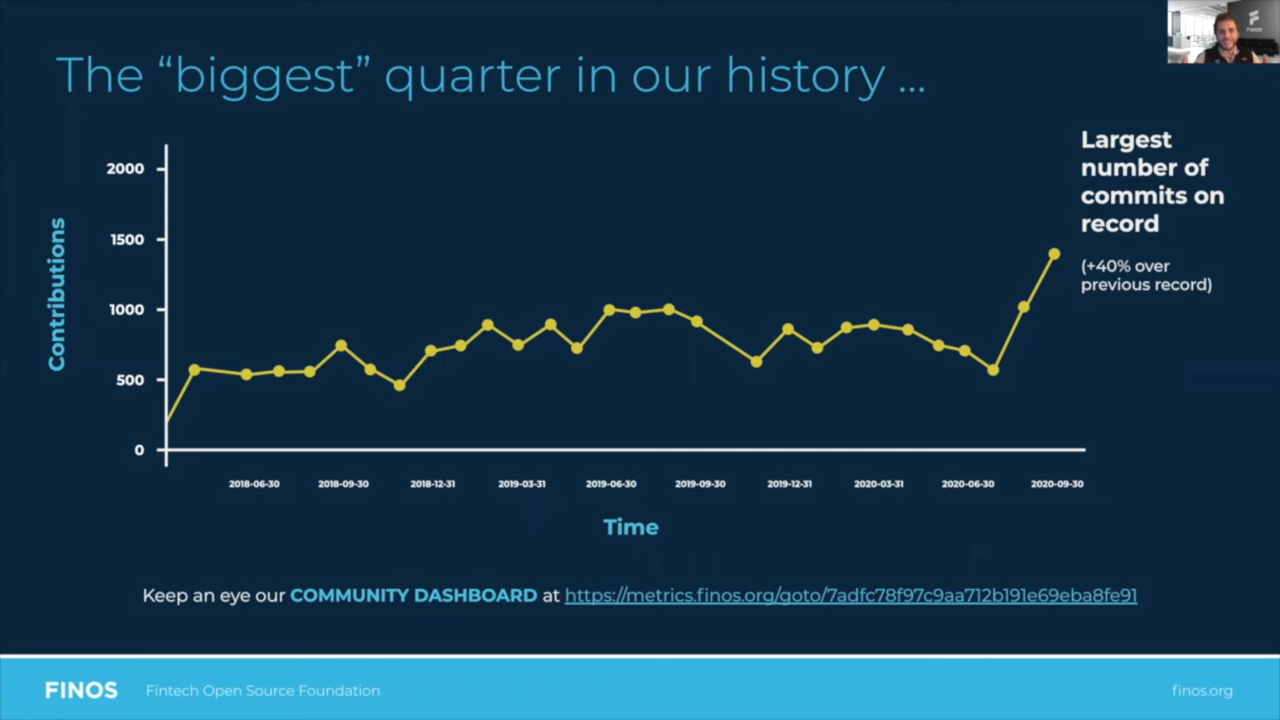 The “biggest” quarter in our history ...
FINOS
Largest
number of
commits on
record
(+40% over
previous record)
Contributions
2000
1500
1000
500
0
2018-06-30 2018-09-30 2018-12-31 2019-03-31 2019-06-30 2019-09-30 2019-12-31 2020-03-31 2020-06-30 2020-09-30
Time
Keep an eye our COMMUNITY DASHBOARD at https://metrics.finos.org/goto/7adfc78f97c9aa712b191e69eba8fe91
FINOS Fintech Open Source Foundation finos.org